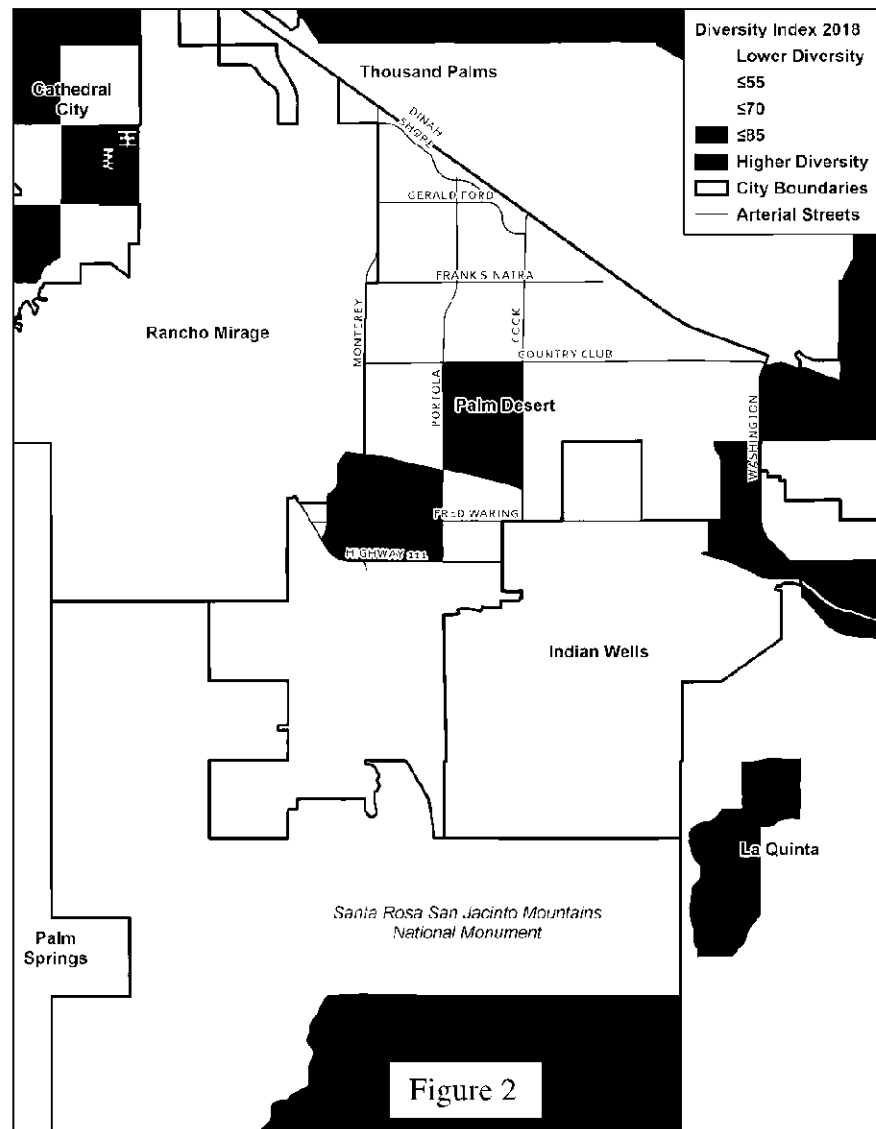 Diversity Index 2018
Lower Diversity
≤55
≤70
≤85
Higher Diversity
City Boundaries
Arterial Streets
Thousand Palms
Cathedral
City
DINAH
SHORE
GERALD FORD
FRANK SINATRA
MONTEREY
COOK
COUNTRY CLUB
Rancho Mirage
PORTOLA
Palm Desert
WASHINGTON
FRED WARING
HIGHWAY 111
Indian Wells
La Quinta
Santa Rosa San Jacinto Mountains
National Monument
Palm
Springs
Figure 2